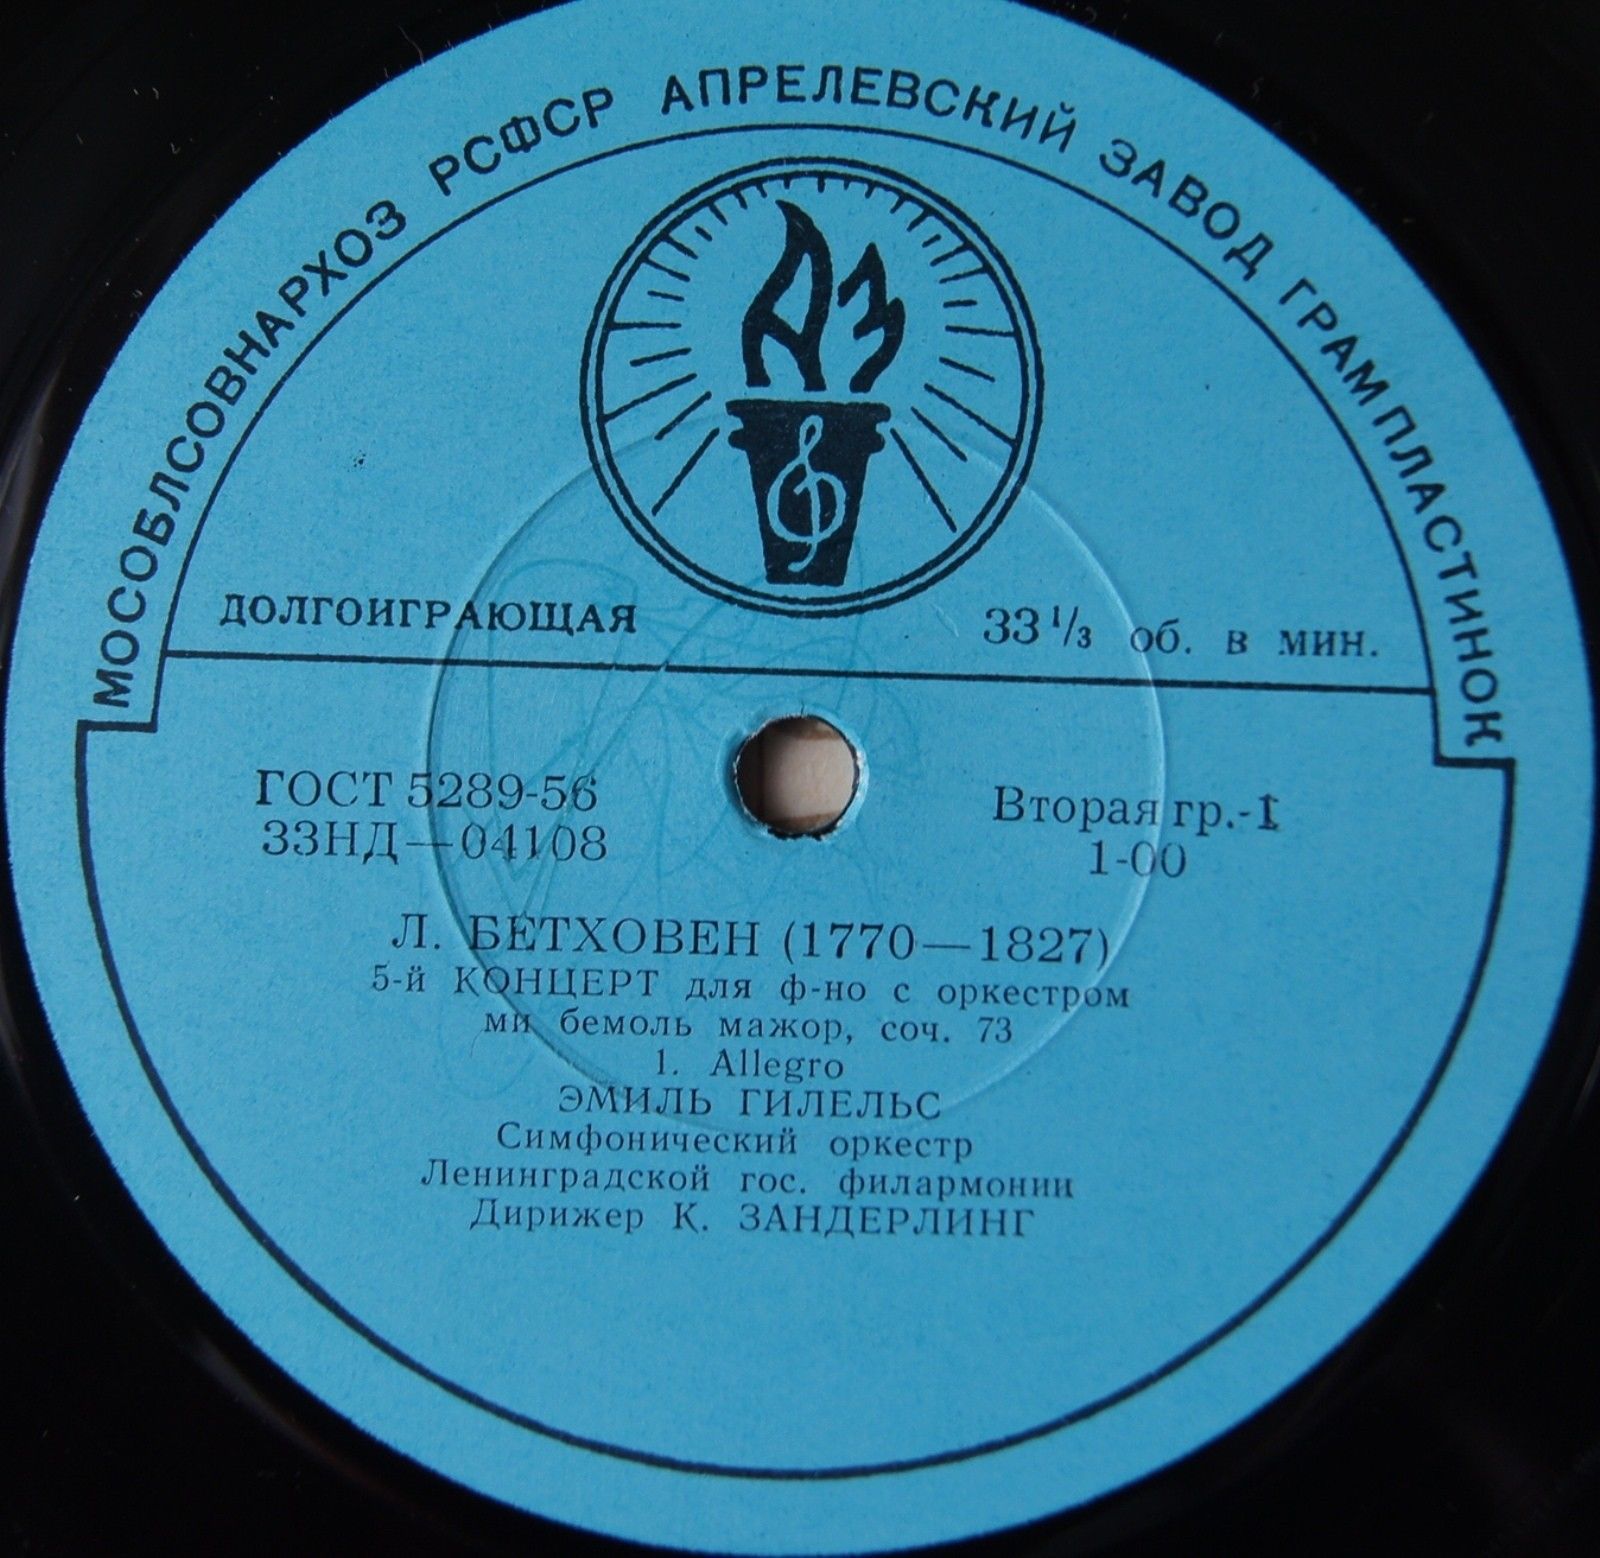 МОСОБЛСОВНАРХОЗ РСФСР АПРЕЛЕВСКИЙ ЗАВОД ГРАМПЛАСТИНОК
АЗ
ДОЛГОИГРАЮЩАЯ
33 1/3 об. в мин.
ГОСТ 5289-56
33НД—04108
Вторая гр.-1
1-00
Л. БЕТХОВЕН (1770—1827)
5-й КОНЦЕРТ для ф-но с оркестром
ми бемоль мажор, соч. 73
1. Allegro
ЭМИЛЬ ГИЛЕЛЬС
Симфонический оркестр
Ленинградской гос. филармонии
Дирижер К. ЗАНДЕРЛИНГ